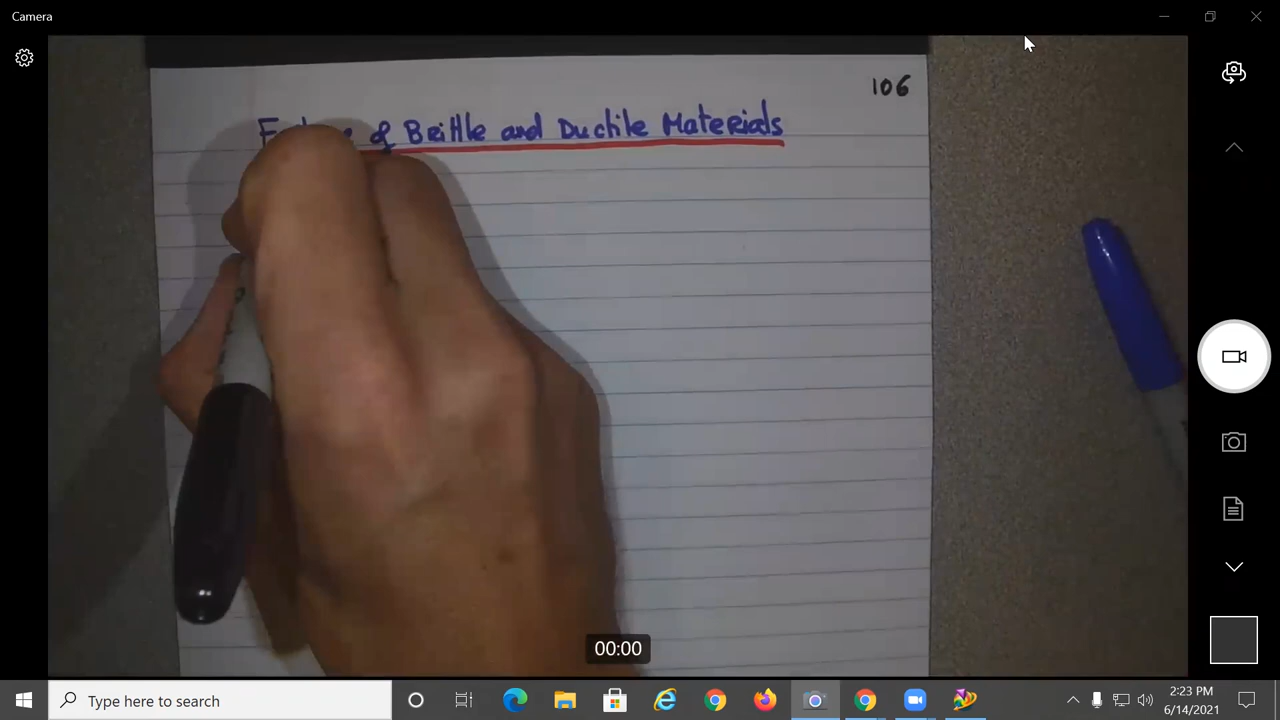 Camera
106
of Brittle and Ductile Materials
00:00
Type here to search
2:23 PM
6/14/2021